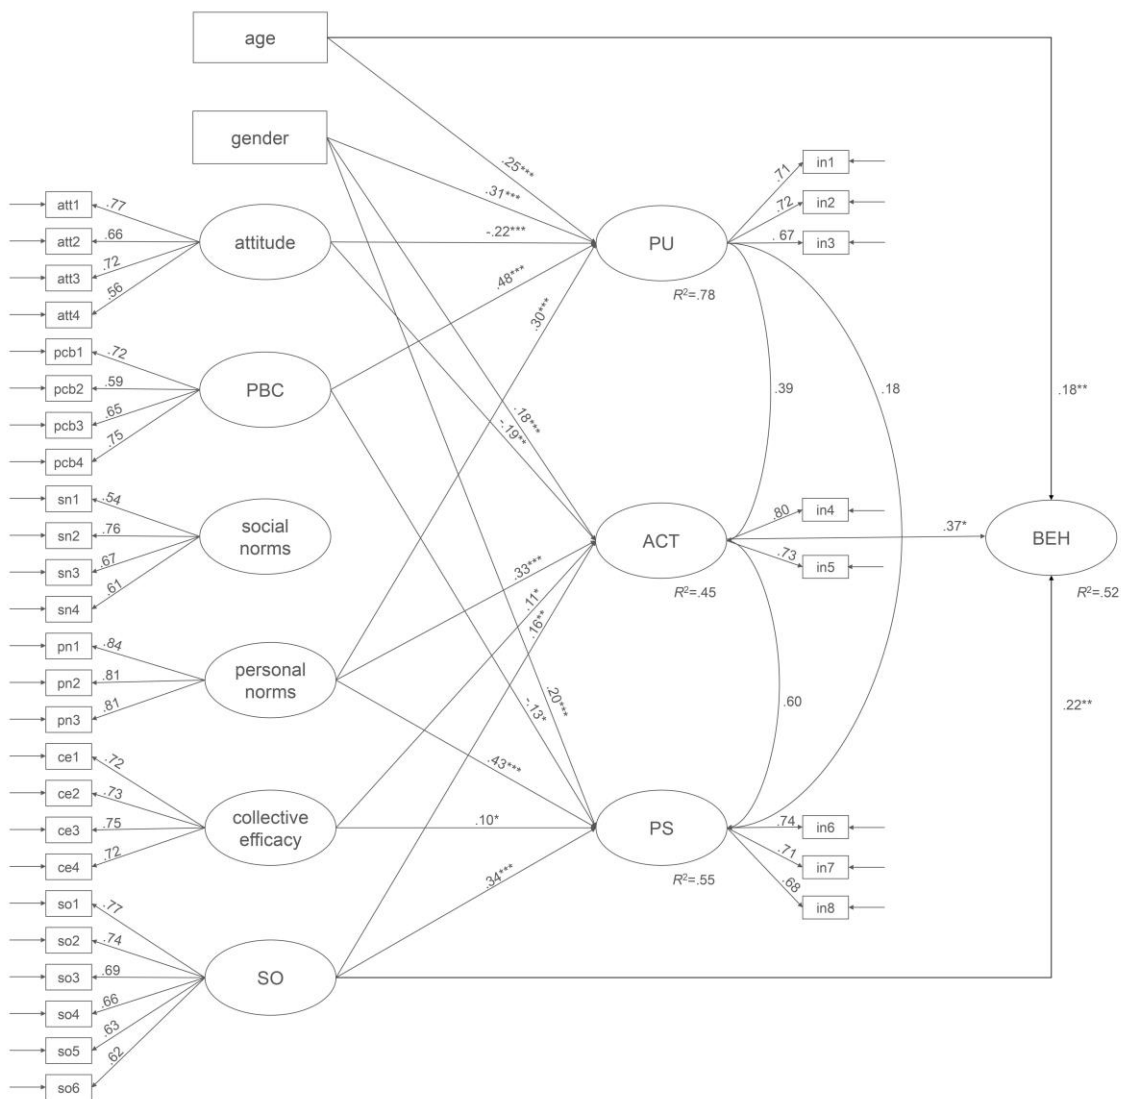 age
gender
.25***
.31***
-.22***
.48***
.30***
.18***
-.19**
.33***
.11*
.16**
.20***
-.13*
.43***
.10*
.34***
att1
.77
att2
.66
att3
.72
att4
.56
attitude
pcb1
.72
pcb2
.59
pcb3
.65
pcb4
.75
PBC
sn1
.54
sn2
.76
sn3
.67
sn4
.61
social
norms
pn1
.84
pn2
.81
pn3
.81
personal
norms
ce1
.72
ce2
.73
ce3
.75
ce4
.72
collective
efficacy
so1
.77
so2
.74
so3
.69
so4
.66
so5
.63
so6
.62
SO
PU
R²=.78
.71
in1
.72
in2
. 67
in3
.39
.18
ACT
R²=.45
.80
in4
.73
in5
.37*
.60
PS
R²=.55
.74
in6
.71
in7
.68
in8
.18**
BEH
R²=.52
.22**